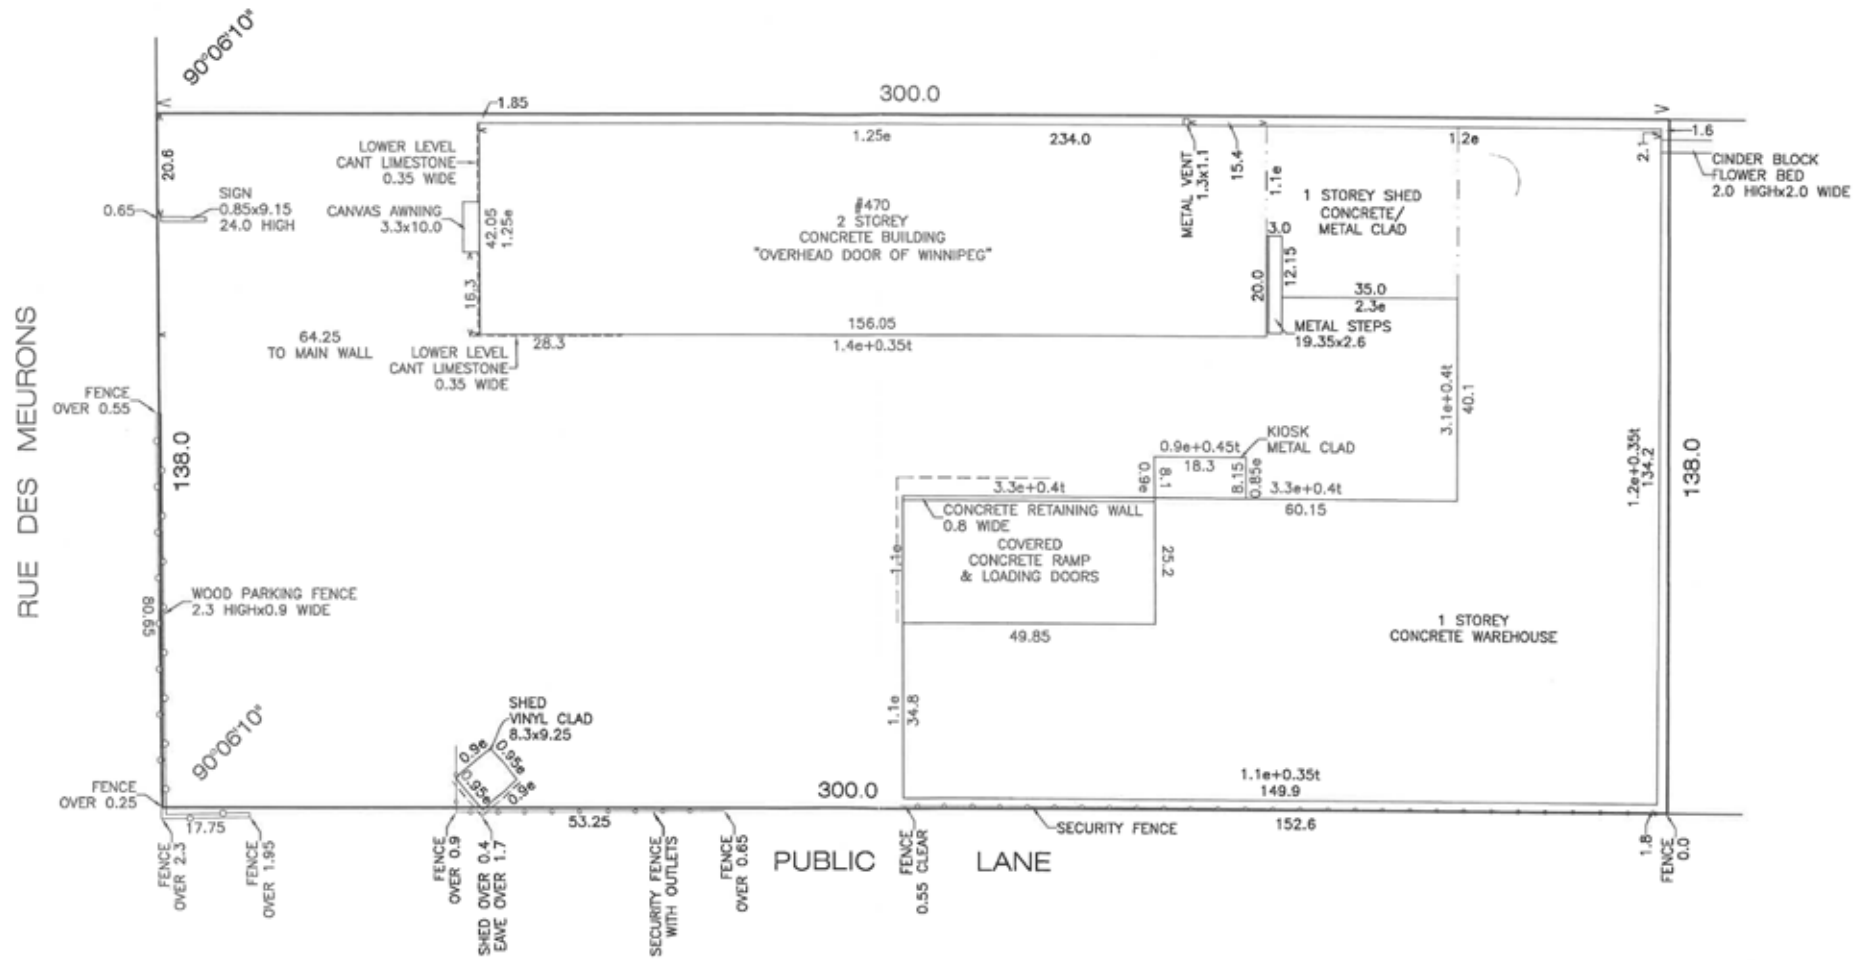 90°06'10"
300.0
1.85
1.25e
234.0
1.2e
1.6
2.1
CINDER BLOCK
FLOWER BED
2.0 HIGHx2.0 WIDE
20.6
LOWER LEVEL
CANT LIMESTONE
0.35 WIDE
SIGN
0.85x9.15
24.0 HIGH
0.65
CANVAS AWNING
3.3x10.0
42.05
1.25e
16.3
#470
2 STOREY
CONCRETE BUILDING
"OVERHEAD DOOR OF WINNIPEG"
METAL VENT
1.3x1.1
15.4
1.1e
1 STOREY SHED
CONCRETE/
METAL CLAD
3.0
12.15
20.0
35.0
2.3e
METAL STEPS
19.35x2.6
156.05
1.4e+0.35t
64.25
TO MAIN WALL
28.3
LOWER LEVEL
CANT LIMESTONE
0.35 WIDE
RUE DES MEURONS
FENCE
OVER 0.55
138.0
3.1e+0.4t
40.1
KIOSK
METAL CLAD
0.9e+0.45t
18.3
0.9e
8.1
8.15
0.85e
3.3e+0.4t
3.3e+0.4t
60.15
1.2e+0.35t
134.2
138.0
CONCRETE RETAINING WALL
0.8 WIDE
COVERED
CONCRETE RAMP
& LOADING DOORS
1.1e
25.2
49.85
WOOD PARKING FENCE
2.3 HIGHx0.9 WIDE
80.65
1 STOREY
CONCRETE WAREHOUSE
90°06'10"
SHED
VINYL CLAD
8.3x9.25
0.9e
0.95e
0.95e
0.9e
1.1e
34.8
1.1e+0.35t
149.9
FENCE
OVER 0.25
300.0
17.75
53.25
SECURITY FENCE
152.6
1.8
FENCE
0.0
FENCE
OVER 2.3
FENCE
OVER 1.95
FENCE
OVER 0.9
SHED OVER 0.4
EAVE OVER 1.7
SECURITY FENCE
WITH OUTLETS
FENCE
OVER 0.65
PUBLIC LANE
FENCE
0.55 CLEAR